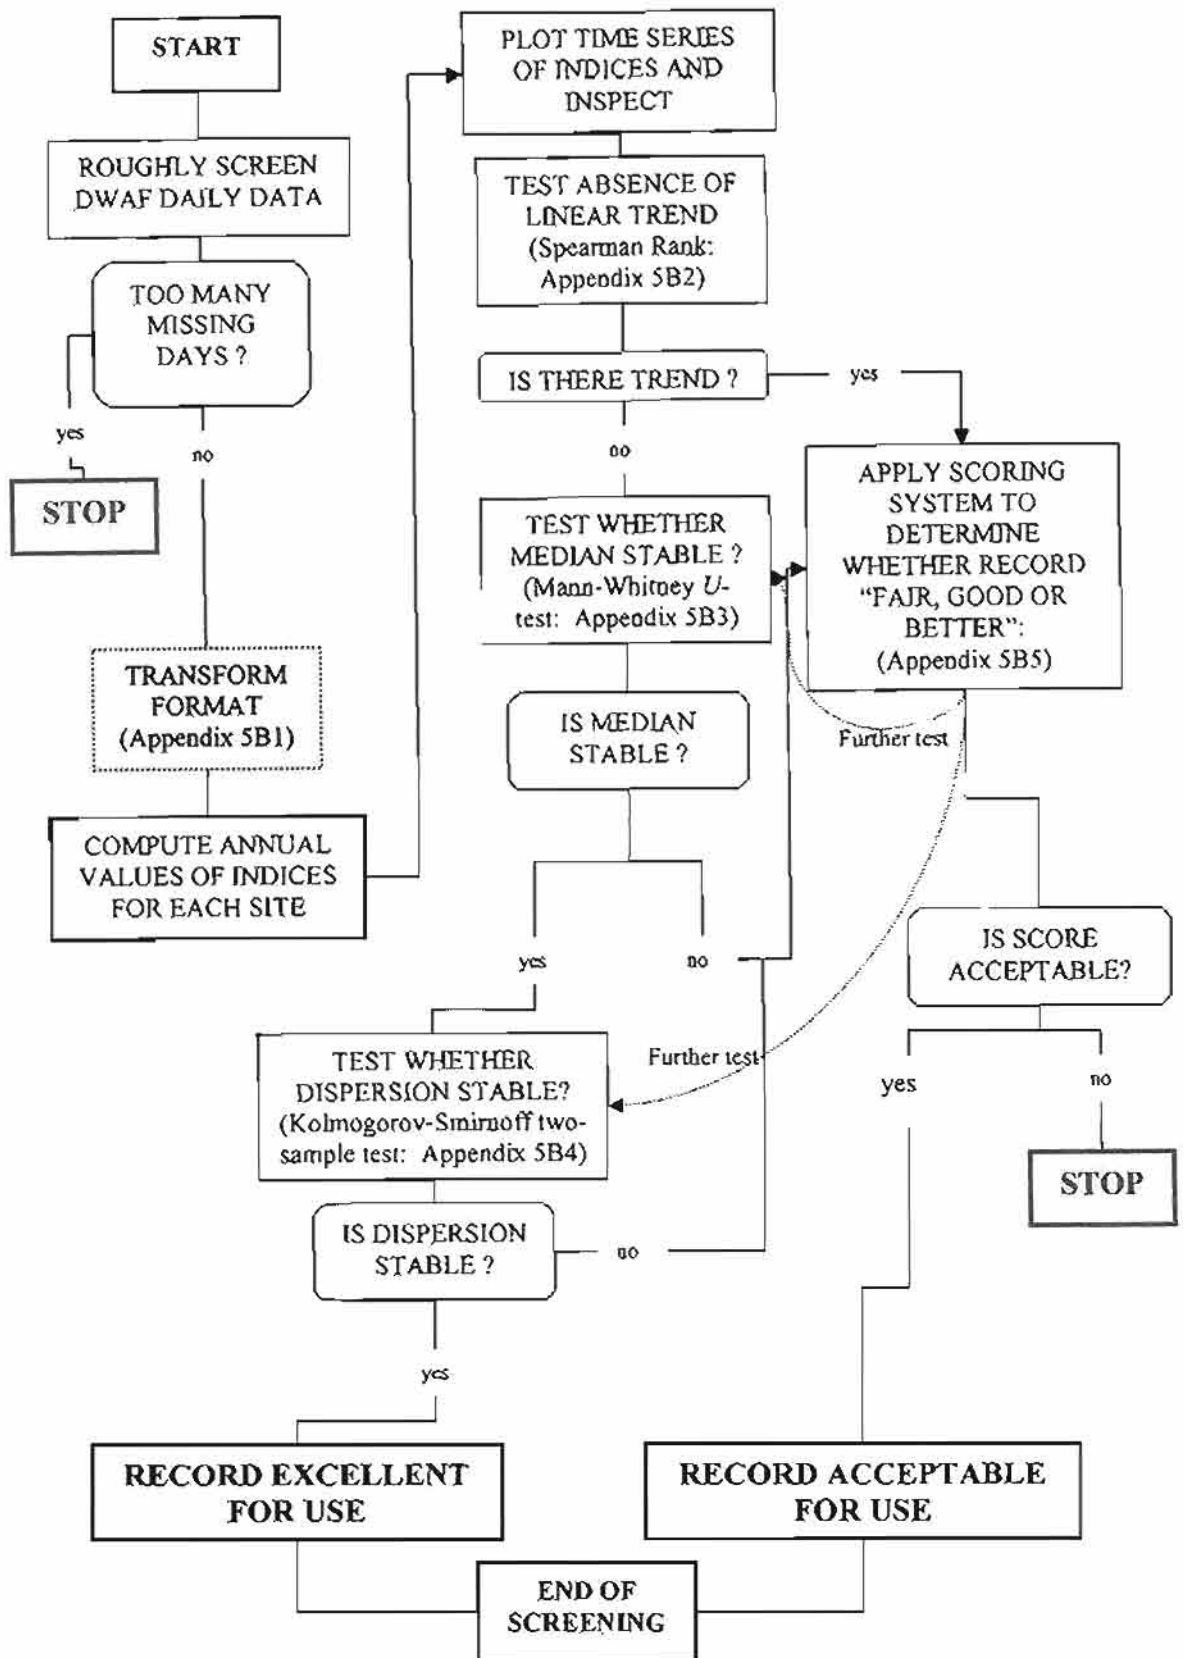 START
ROUGHLY SCREEN
DWAF DAILY DATA
TOO MANY
MISSING
DAYS ?
yes
no
STOP
TRANSFORM
FORMAT
(Appendix 5B1)
COMPUTE ANNUAL
VALUES OF INDICES
FOR EACH SITE
PLOT TIME SERIES
OF INDICES AND
INSPECT
TEST ABSENCE OF
LINEAR TREND
(Spearman Rank:
Appendix 5B2)
IS THERE TREND ?
yes
no
TEST WHETHER
MEDIAN STABLE ?
(Mann-Whitney U-
test: Appendix 5B3)
IS MEDIAN
STABLE ?
yes
no
TEST WHETHER
DISPERSION STABLE?
(Kolmogorov-Smirnoff two-
sample test: Appendix 5B4)
IS DISPERSION
STABLE ?
no
yes
APPLY SCORING
SYSTEM TO
DETERMINE
WHETHER RECORD
“FAIR, GOOD OR
BETTER”:
(Appendix 5B5)
Further test
Further test
IS SCORE
ACCEPTABLE?
yes
no
STOP
RECORD EXCELLENT
FOR USE
RECORD ACCEPTABLE
FOR USE
END OF
SCREENING